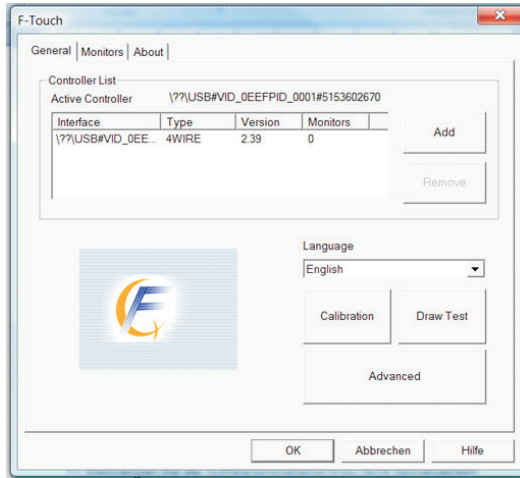 F-Touch
General Monitors About
Controller List
Active Controller \??\USB#VID_0EEFPID_0001#5153602670
Interface Type Version Monitors
\??\USB#VID_0EE... 4WIRE 2.39 0
Add
Remove
Language
English
Calibration Draw Test
Advanced
OK Abbrechen Hilfe